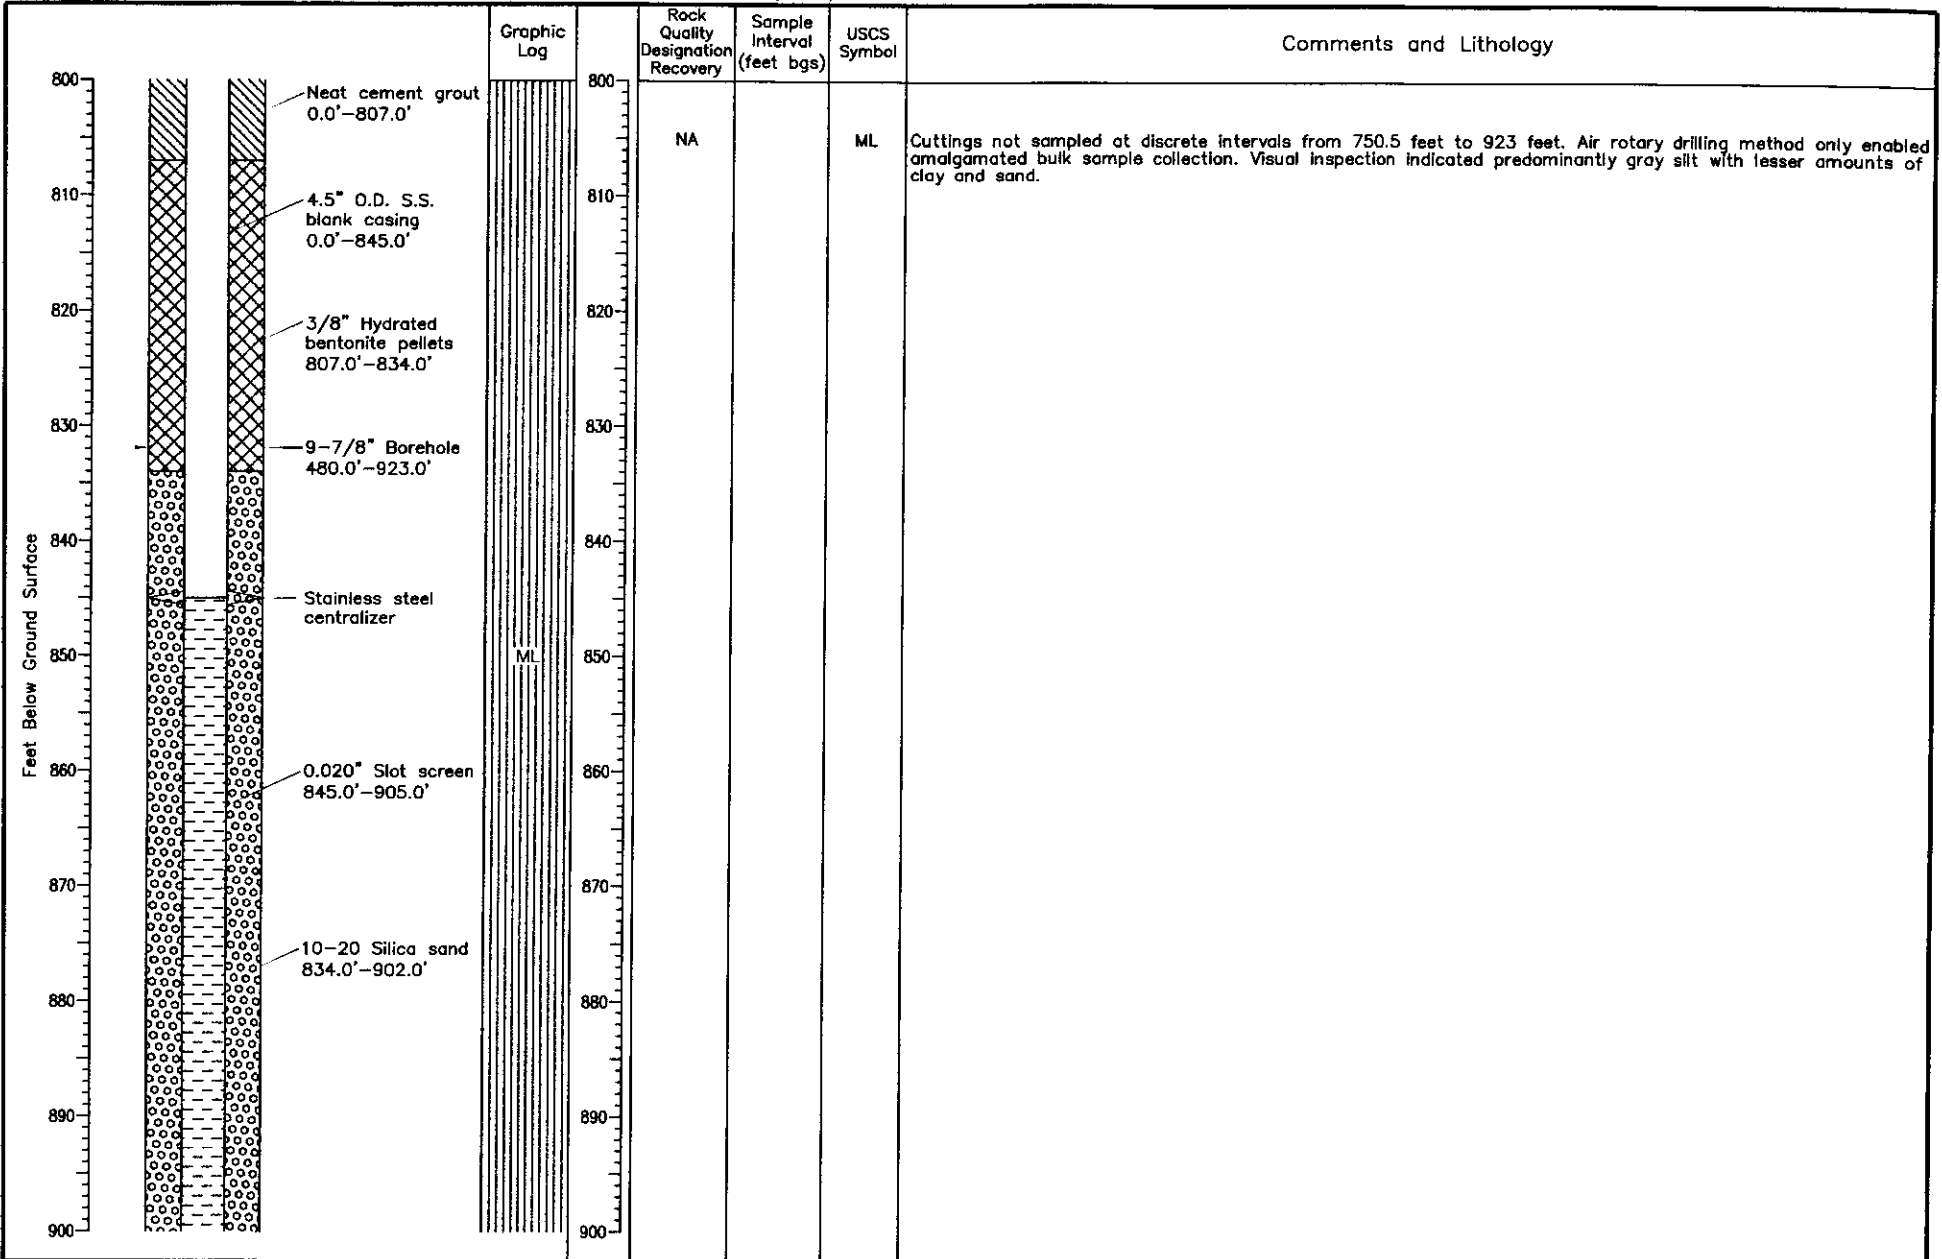 Graphic
Log
Rock
Quality
Designation
Recovery
Sample
Interval
(feet bgs)
USCS
Symbol
Comments and Lithology
Feet Below Ground Surface
800
810
820
830
840
850
860
870
880
890
900
Neat cement grout
0.0'-807.0'
4.5" O.D. S.S.
blank casing
0.0'-845.0'
3/8" Hydrated
bentonite pellets
807.0'-834.0'
9-7/8" Borehole
480.0'-923.0'
Stainless steel
centralizer
0.020" Slot screen
845.0'-905.0'
10-20 Silica sand
834.0'-902.0'
ML
800
810
820
830
840
850
860
870
880
890
900
NA
ML
Cuttings not sampled at discrete intervals from 750.5 feet to 923 feet. Air rotary drilling method only enabled
amalgamated bulk sample collection. Visual inspection indicated predominantly gray silt with lesser amounts of
clay and sand.